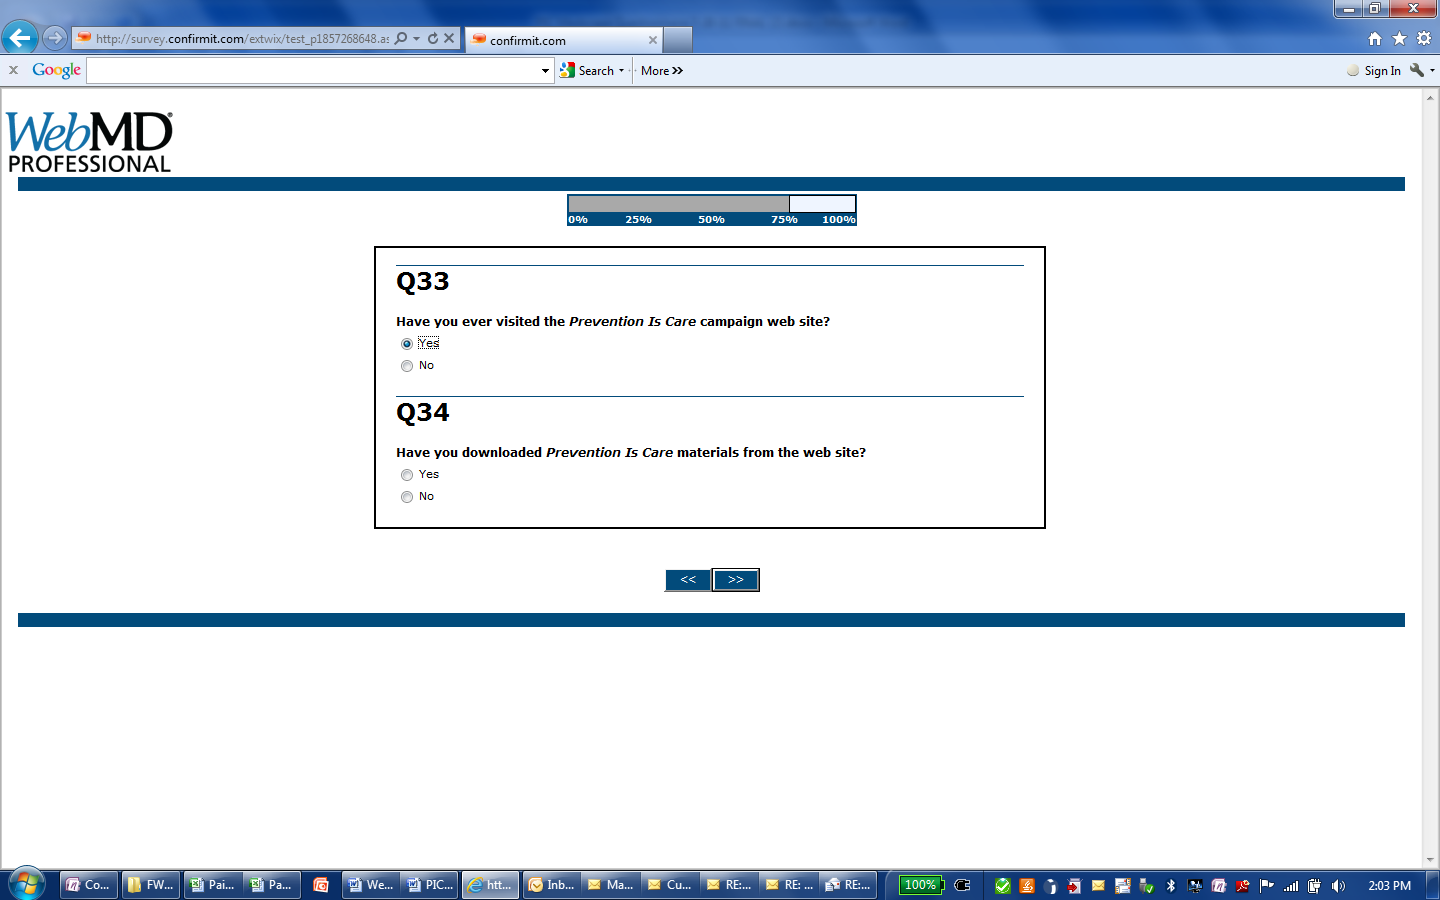 http://survey.confirmit.com/extwix/test_p1857268648.as
confirmit.com
x Google Search More >> Sign In
WebMD®
PROFESSIONAL
0% 25% 50% 75% 100%
Q33
Have you ever visited the Prevention Is Care campaign web site?
Yes
No
Q34
Have you downloaded Prevention Is Care materials from the web site?
Yes
No
<< >>
Co... FW... Pai... Pa... We... PIC... htt... Inb... Ma... Cu... RE:... RE: ... RE:... 100% 2:03 PM